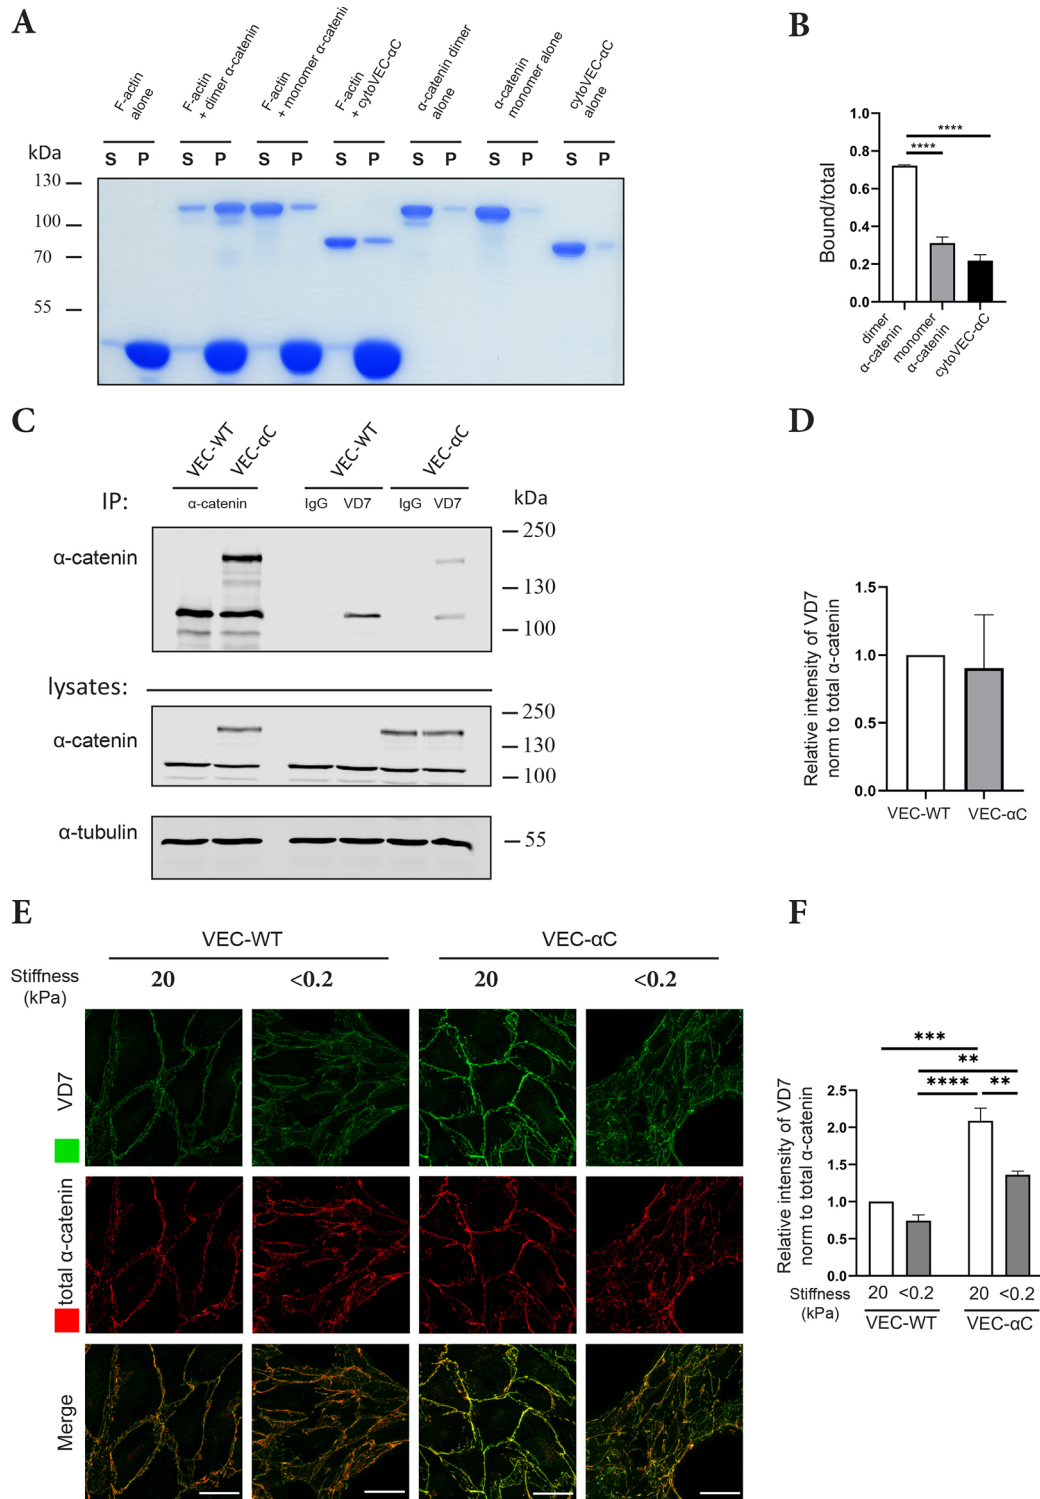 A
F-actin
alone
F-actin
+ dimer α-catenin
F-actin
+ monomer α-catenin
F-actin
+ cytoVEC-αC
α-catenin dimer
alone
α-catenin
monomer alone
cytoVEC-αC
alone
kDa
S P S P S P S P S P S P S P
130
100
70
55
B
Bound/total
1.0
0.8
0.6
0.4
0.2
0.0
****
****
dimer
α-catenin
monomer
α-catenin
cytoVEC-αC
C
VEC-WT
VEC-αC
VEC-WT
VEC-αC
IP:
α-catenin
IgG VD7 IgG VD7
kDa
α-catenin
250
130
100
lysates:
α-catenin
250
130
100
α-tubulin
55
D
Relative intensity of VD7
norm to total α-catenin
1.5
1.0
0.5
0.0
VEC-WT VEC-αC
E
VEC-WT VEC-αC
Stiffness
(kPa)
20 <0.2 20 <0.2
VD7
total α-catenin
Merge
F
Relative intensity of VD7
norm to total α-catenin
***
**
**** **
2.5
2.0
1.5
1.0
0.5
0.0
Stiffness
(kPa)
20 <0.2 20 <0.2
VEC-WT VEC-αC